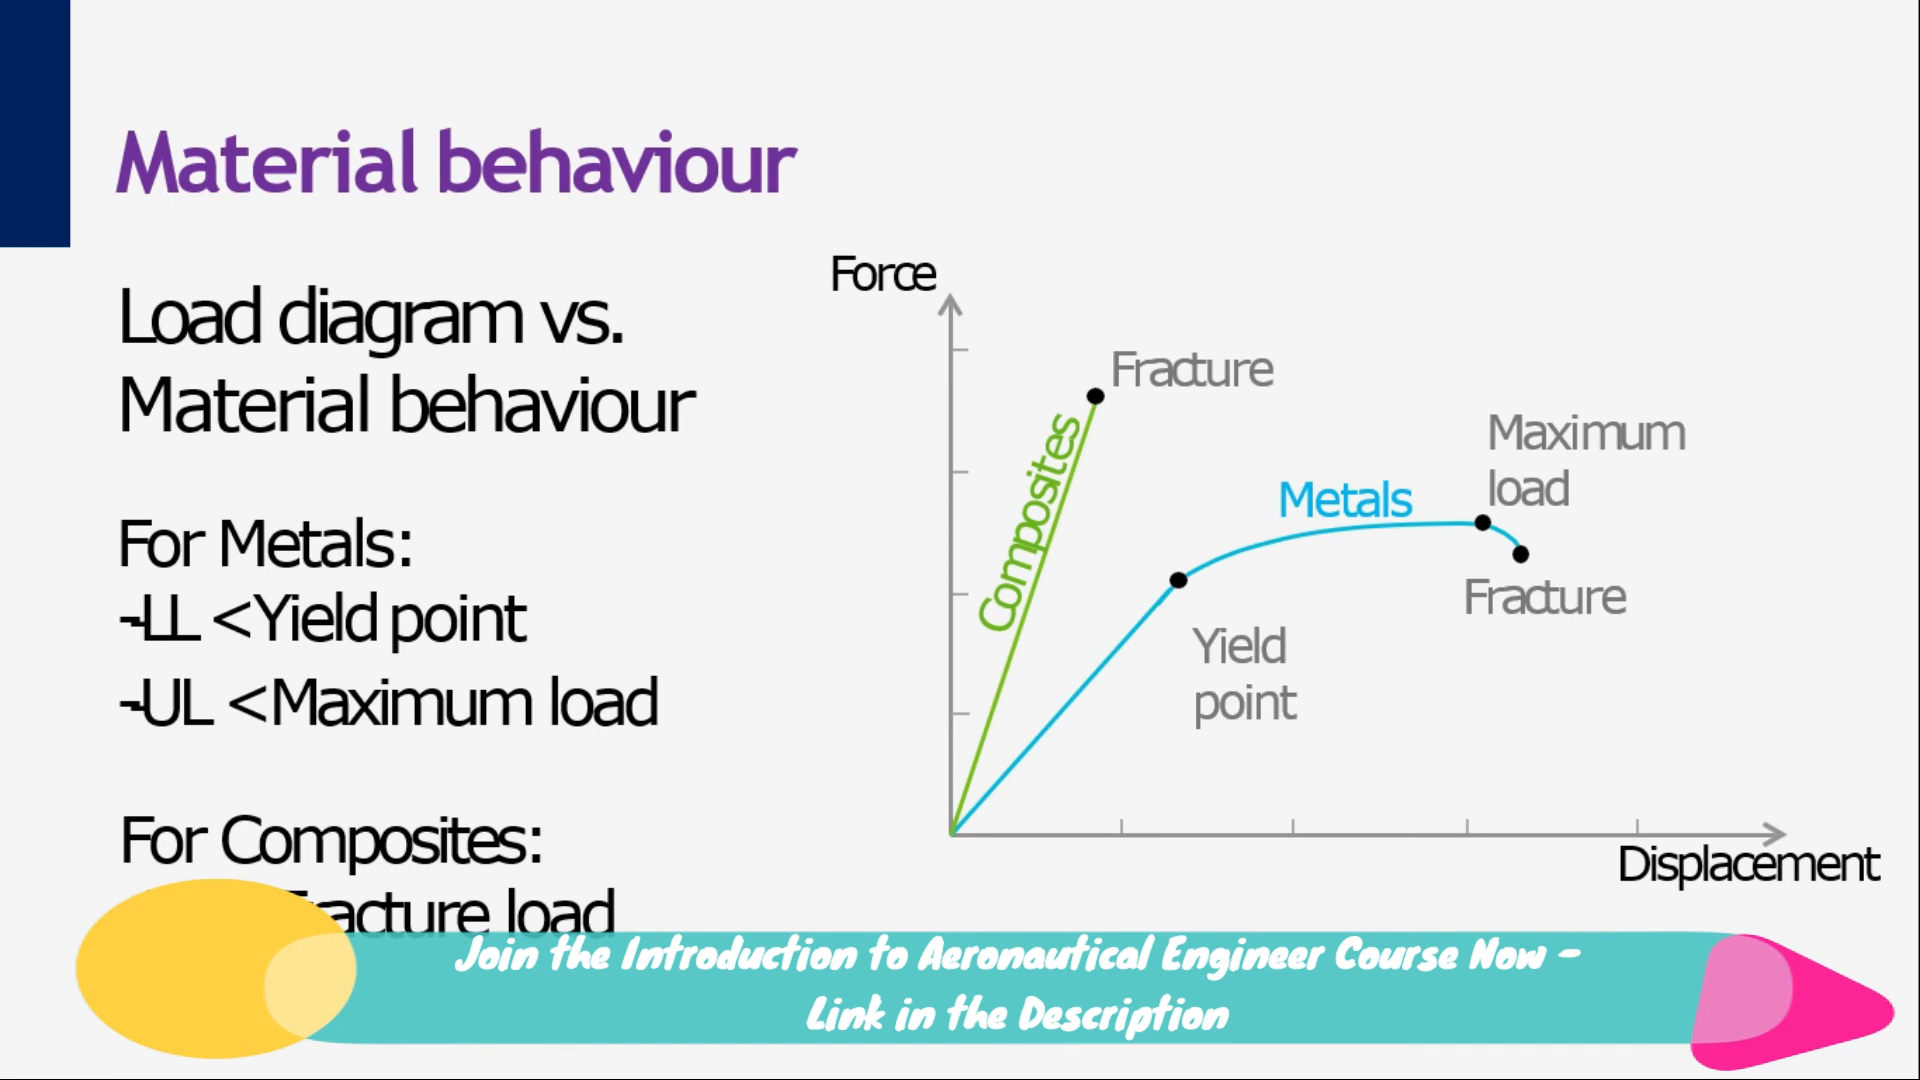 Material behaviour
Load diagram vs.
Material behaviour
For Metals:
-LL <Yield point
-UL <Maximum load
For Composites:
load
Force
Fracture
Composites
Metals
Maximum
load
Fracture
Yield
point
Displacement
Join the Introduction to Aeronautical Engineer Course Now -
Link in the Description